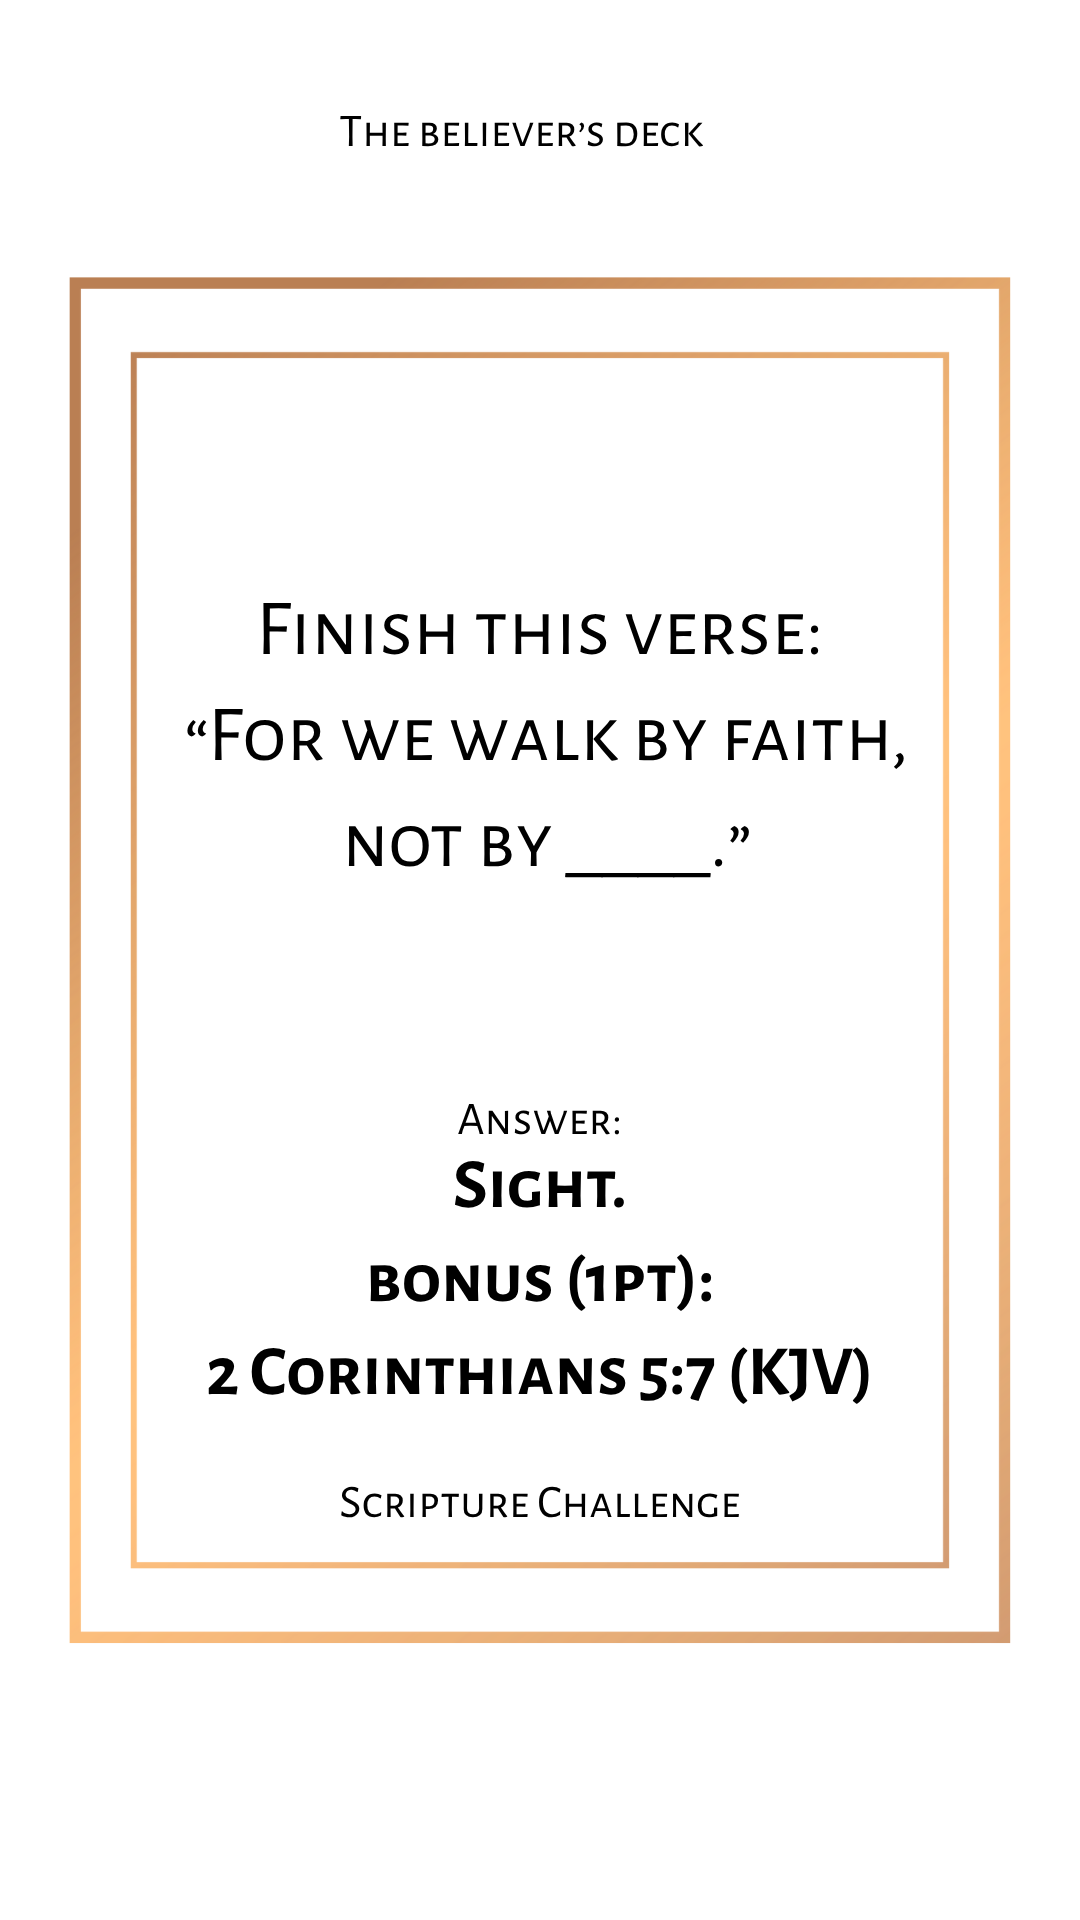 The believer’s deck
Finish this verse:
“For we walk by faith,
not by ____.”
Answer:
Sight.
bonus (1pt):
2 Corinthians 5:7 (KJV)
Scripture Challenge